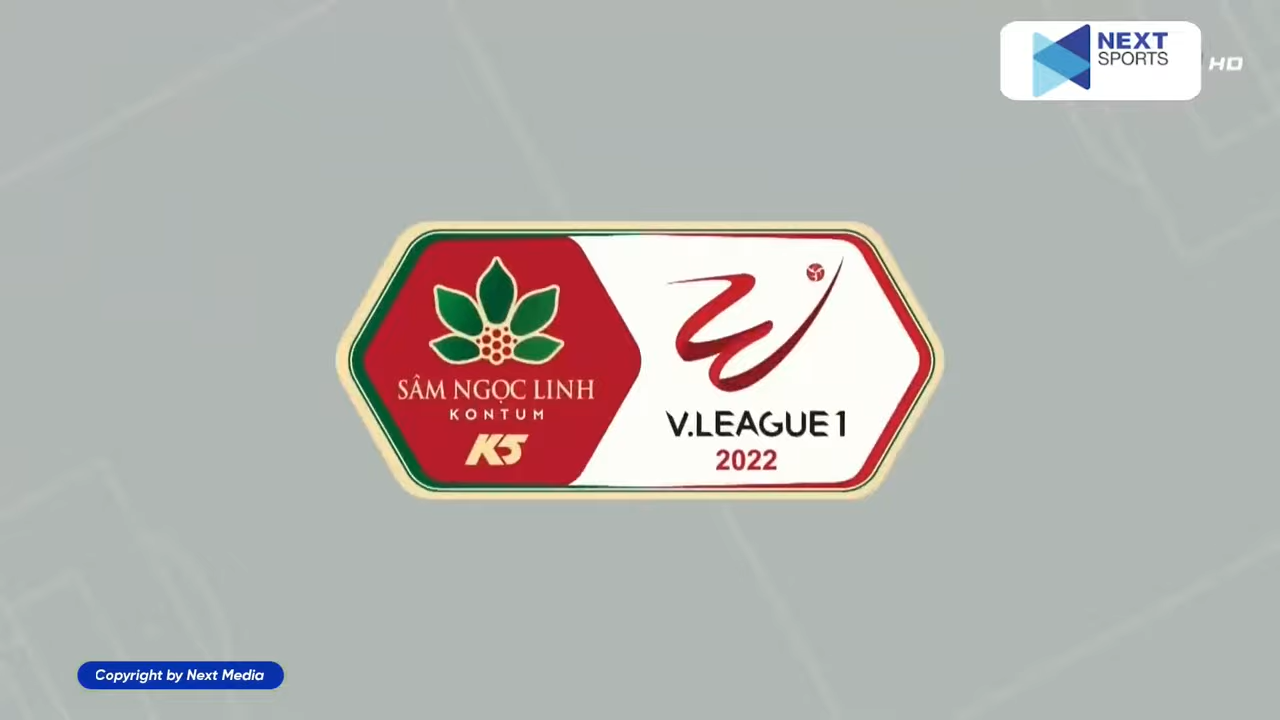 NEXT
SPORTS
HD
SÂM NGỌC LINH
KONTUM
K5
V.LEAGUE 1
2022
Copyright by Next Media